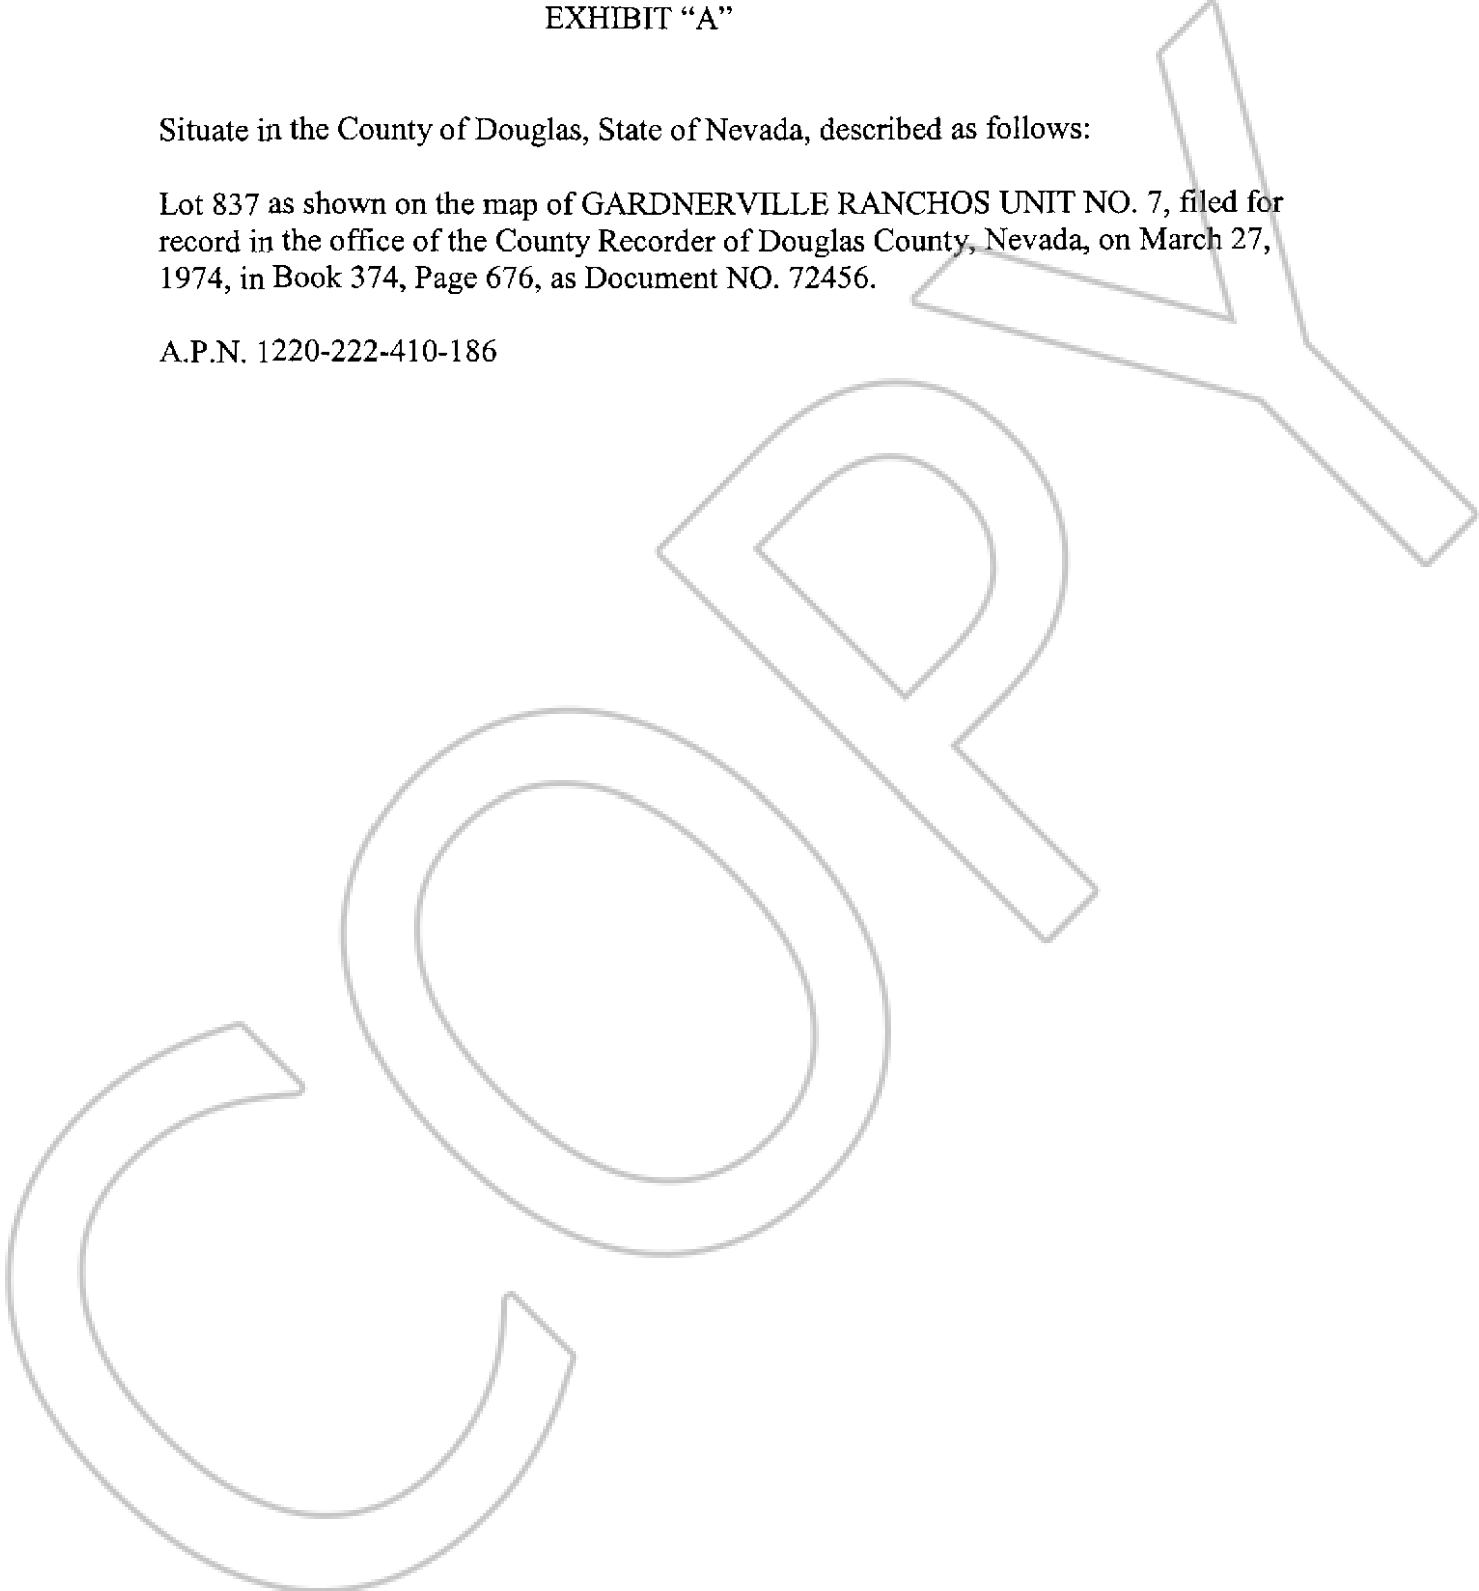 EXHIBIT “A”
Situate in the County of Douglas, State of Nevada, described as follows:
Lot 837 as shown on the map of GARDNERVILLE RANCHOS UNIT NO. 7, filed for
record in the office of the County Recorder of Douglas County, Nevada, on March 27,
1974, in Book 374, Page 676, as Document NO. 72456.
A.P.N. 1220-222-410-186
COPY